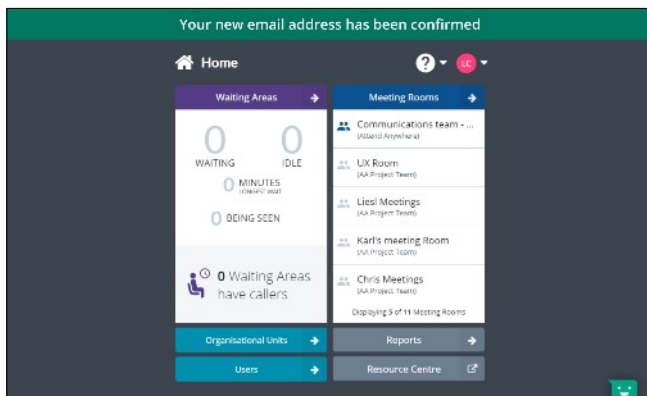 Your new email address has been confirmed
Home
?
LC
Waiting Areas
Meeting Rooms
0
0
WAITING
IDLE
0 MINUTES
LONGEST WAIT
0 BEING SEEN
0 Waiting Areas
have callers
Communications team - ...
(Attend Anywhere)
UX Room
(AA Project Team)
Liesl Meetings
(AA Project Team)
Karl's meeting Room
(AA Project Team)
Chris Meetings
(AA Project Team)
Displaying 5 of 11 Meeting Rooms
Organisational Units
Reports
Users
Resource Centre